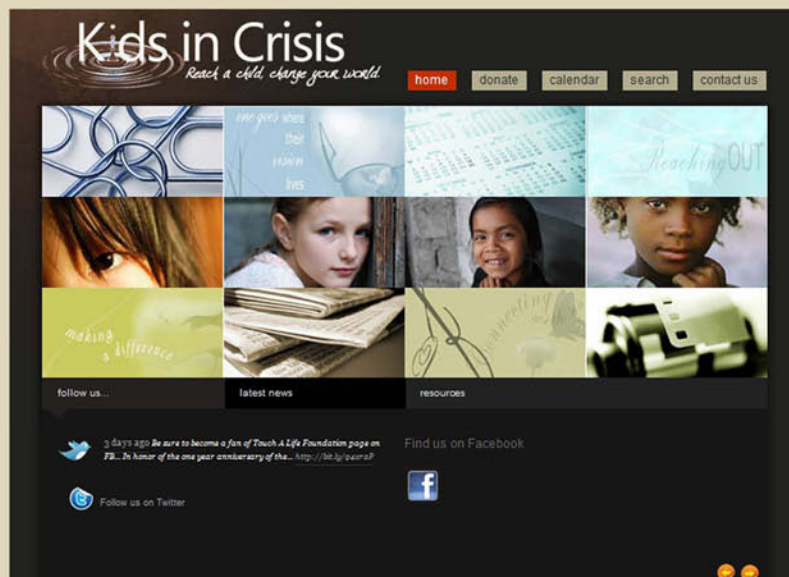 Kids in Crisis
Reach a child, change your world.
home donate calendar search contact us
one good where
their
vision
lives
Reaching OUT
making
a difference
connecting
follow us... latest news resources
3 days ago Be sure to become a fan of Touch A Life Foundation page on
FB... In honor of the one year anniversary of the...
Find us on Facebook
Follow us on Twitter